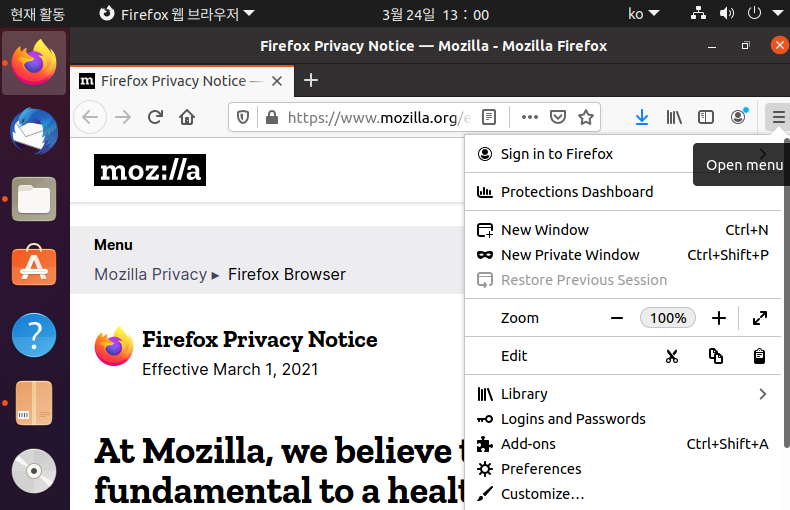 현재 활동
Firefox 웹 브라우저
3월 24일 13 : 00
ko
Firefox Privacy Notice — Mozilla - Mozilla Firefox
m
Firefox Privacy Notice —
https://www.mozilla.org/e
moz://a
Menu
Mozilla Privacy ▸ Firefox Browser
Firefox Privacy Notice
Effective March 1, 2021
At Mozilla, we believe t
fundamental to a healt
Open menu
Sign in to Firefox
Protections Dashboard
New Window Ctrl+N
New Private Window Ctrl+Shift+P
Restore Previous Session
Zoom 100%
Edit
Library
Logins and Passwords
Add-ons Ctrl+Shift+A
Preferences
Customize…